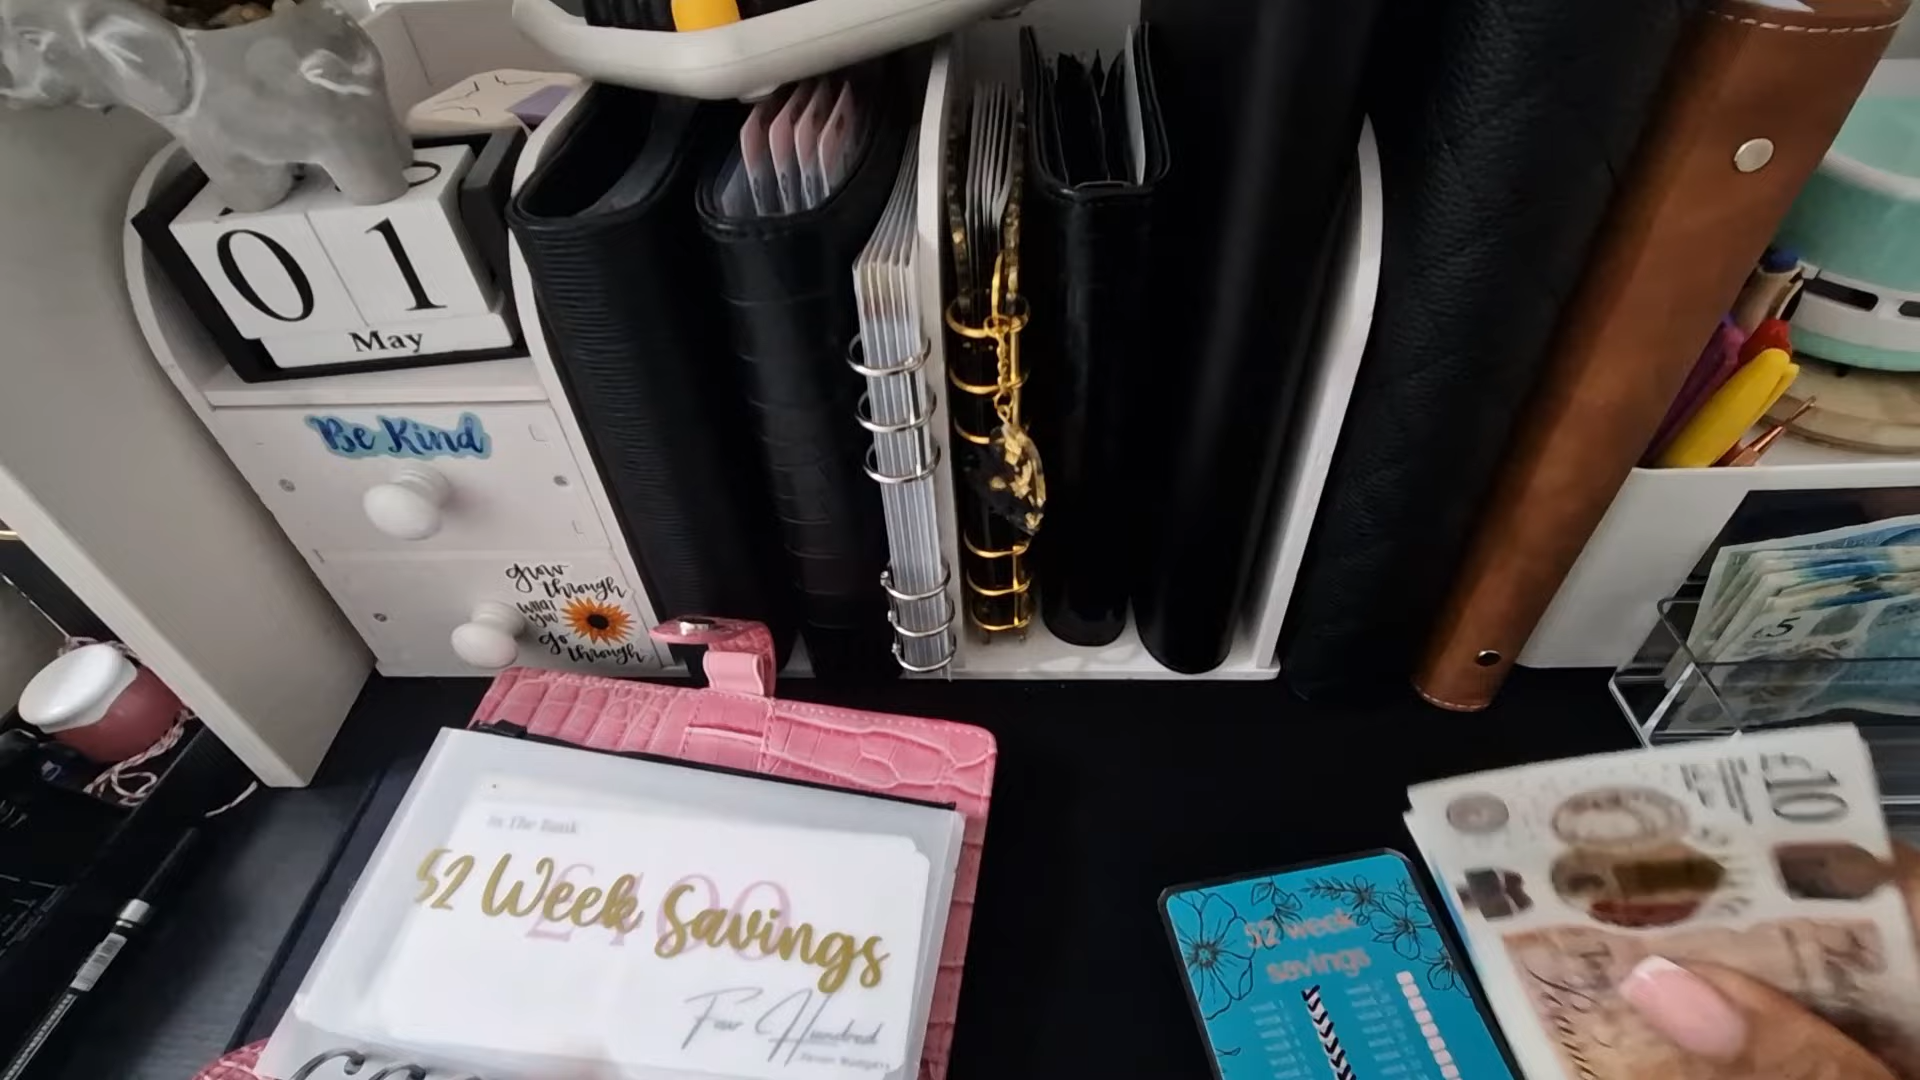 01
May
Be Kind
grow
through
what
you
go
through
£5
£10
In The Bank
£400
52 Week Savings
Four Hundred
52 week
savings